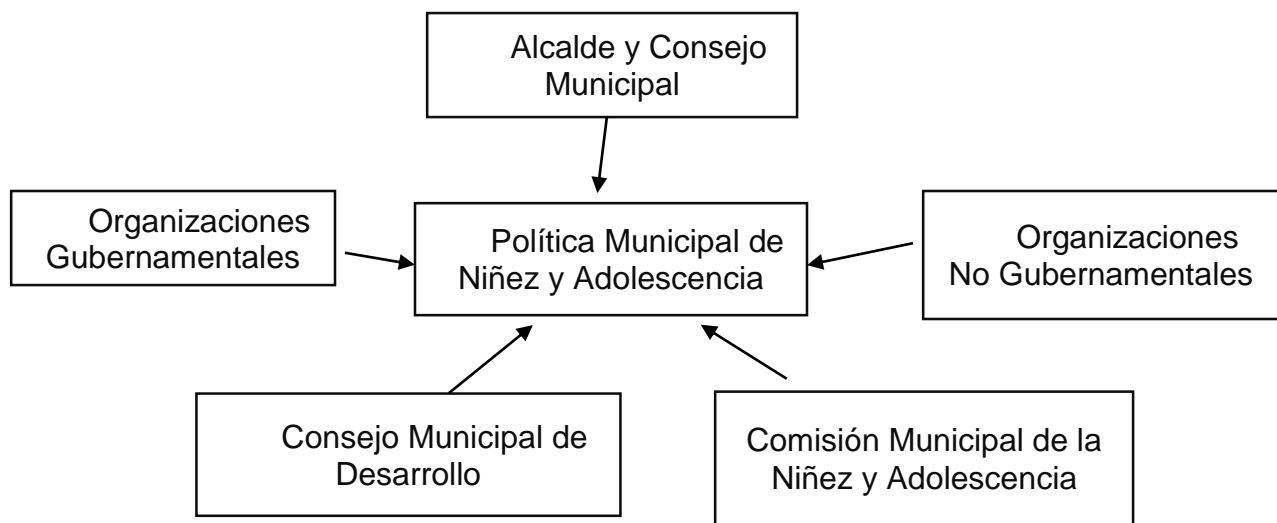 Alcalde y Consejo
Municipal
Organizaciones
Gubernamentales
Política Municipal de
Niñez y Adolescencia
Organizaciones
No Gubernamentales
Consejo Municipal de
Desarrollo
Comisión Municipal de la
Niñez y Adolescencia